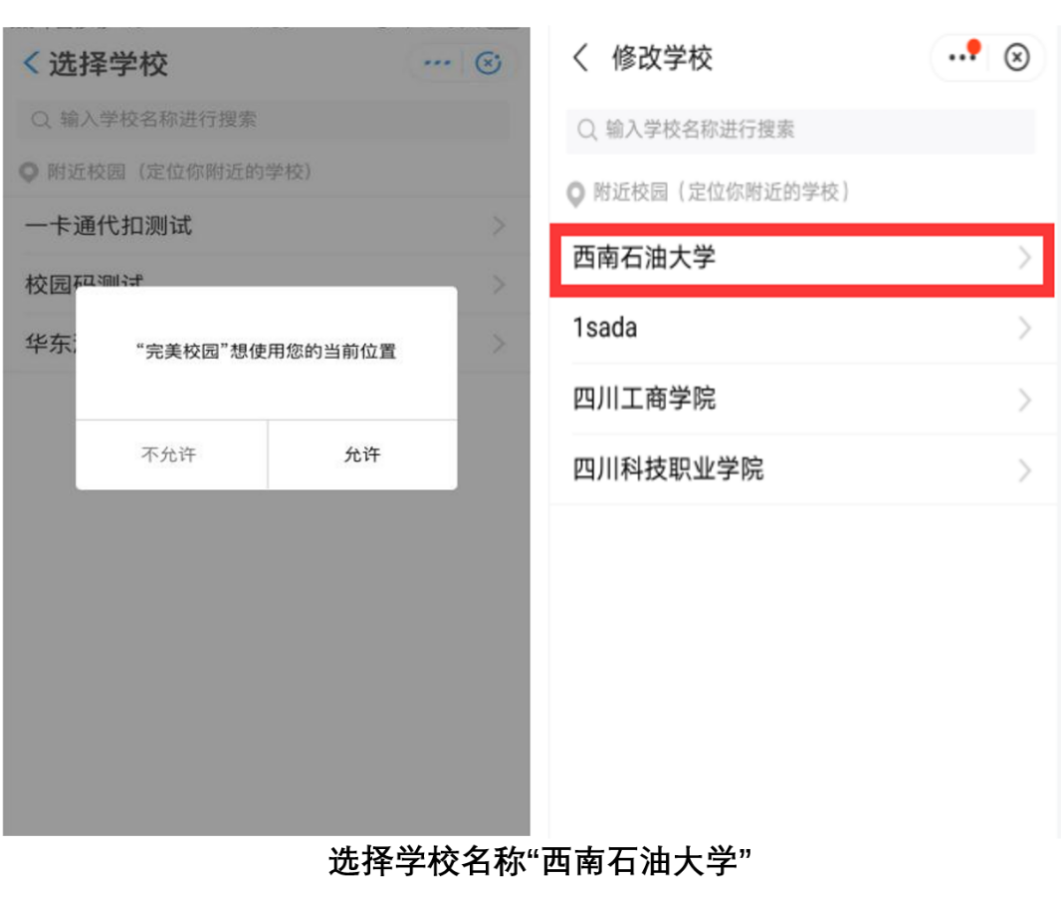 选择学校
输入学校名称进行搜索
附近校园（定位你附近的学校）
一卡通代扣测试
校园码测试
华东
“完美校园”想使用您的当前位置
不允许
允许
修改学校
输入学校名称进行搜索
附近校园（定位你附近的学校）
西南石油大学
1sada
四川工商学院
四川科技职业学院
选择学校名称“西南石油大学”